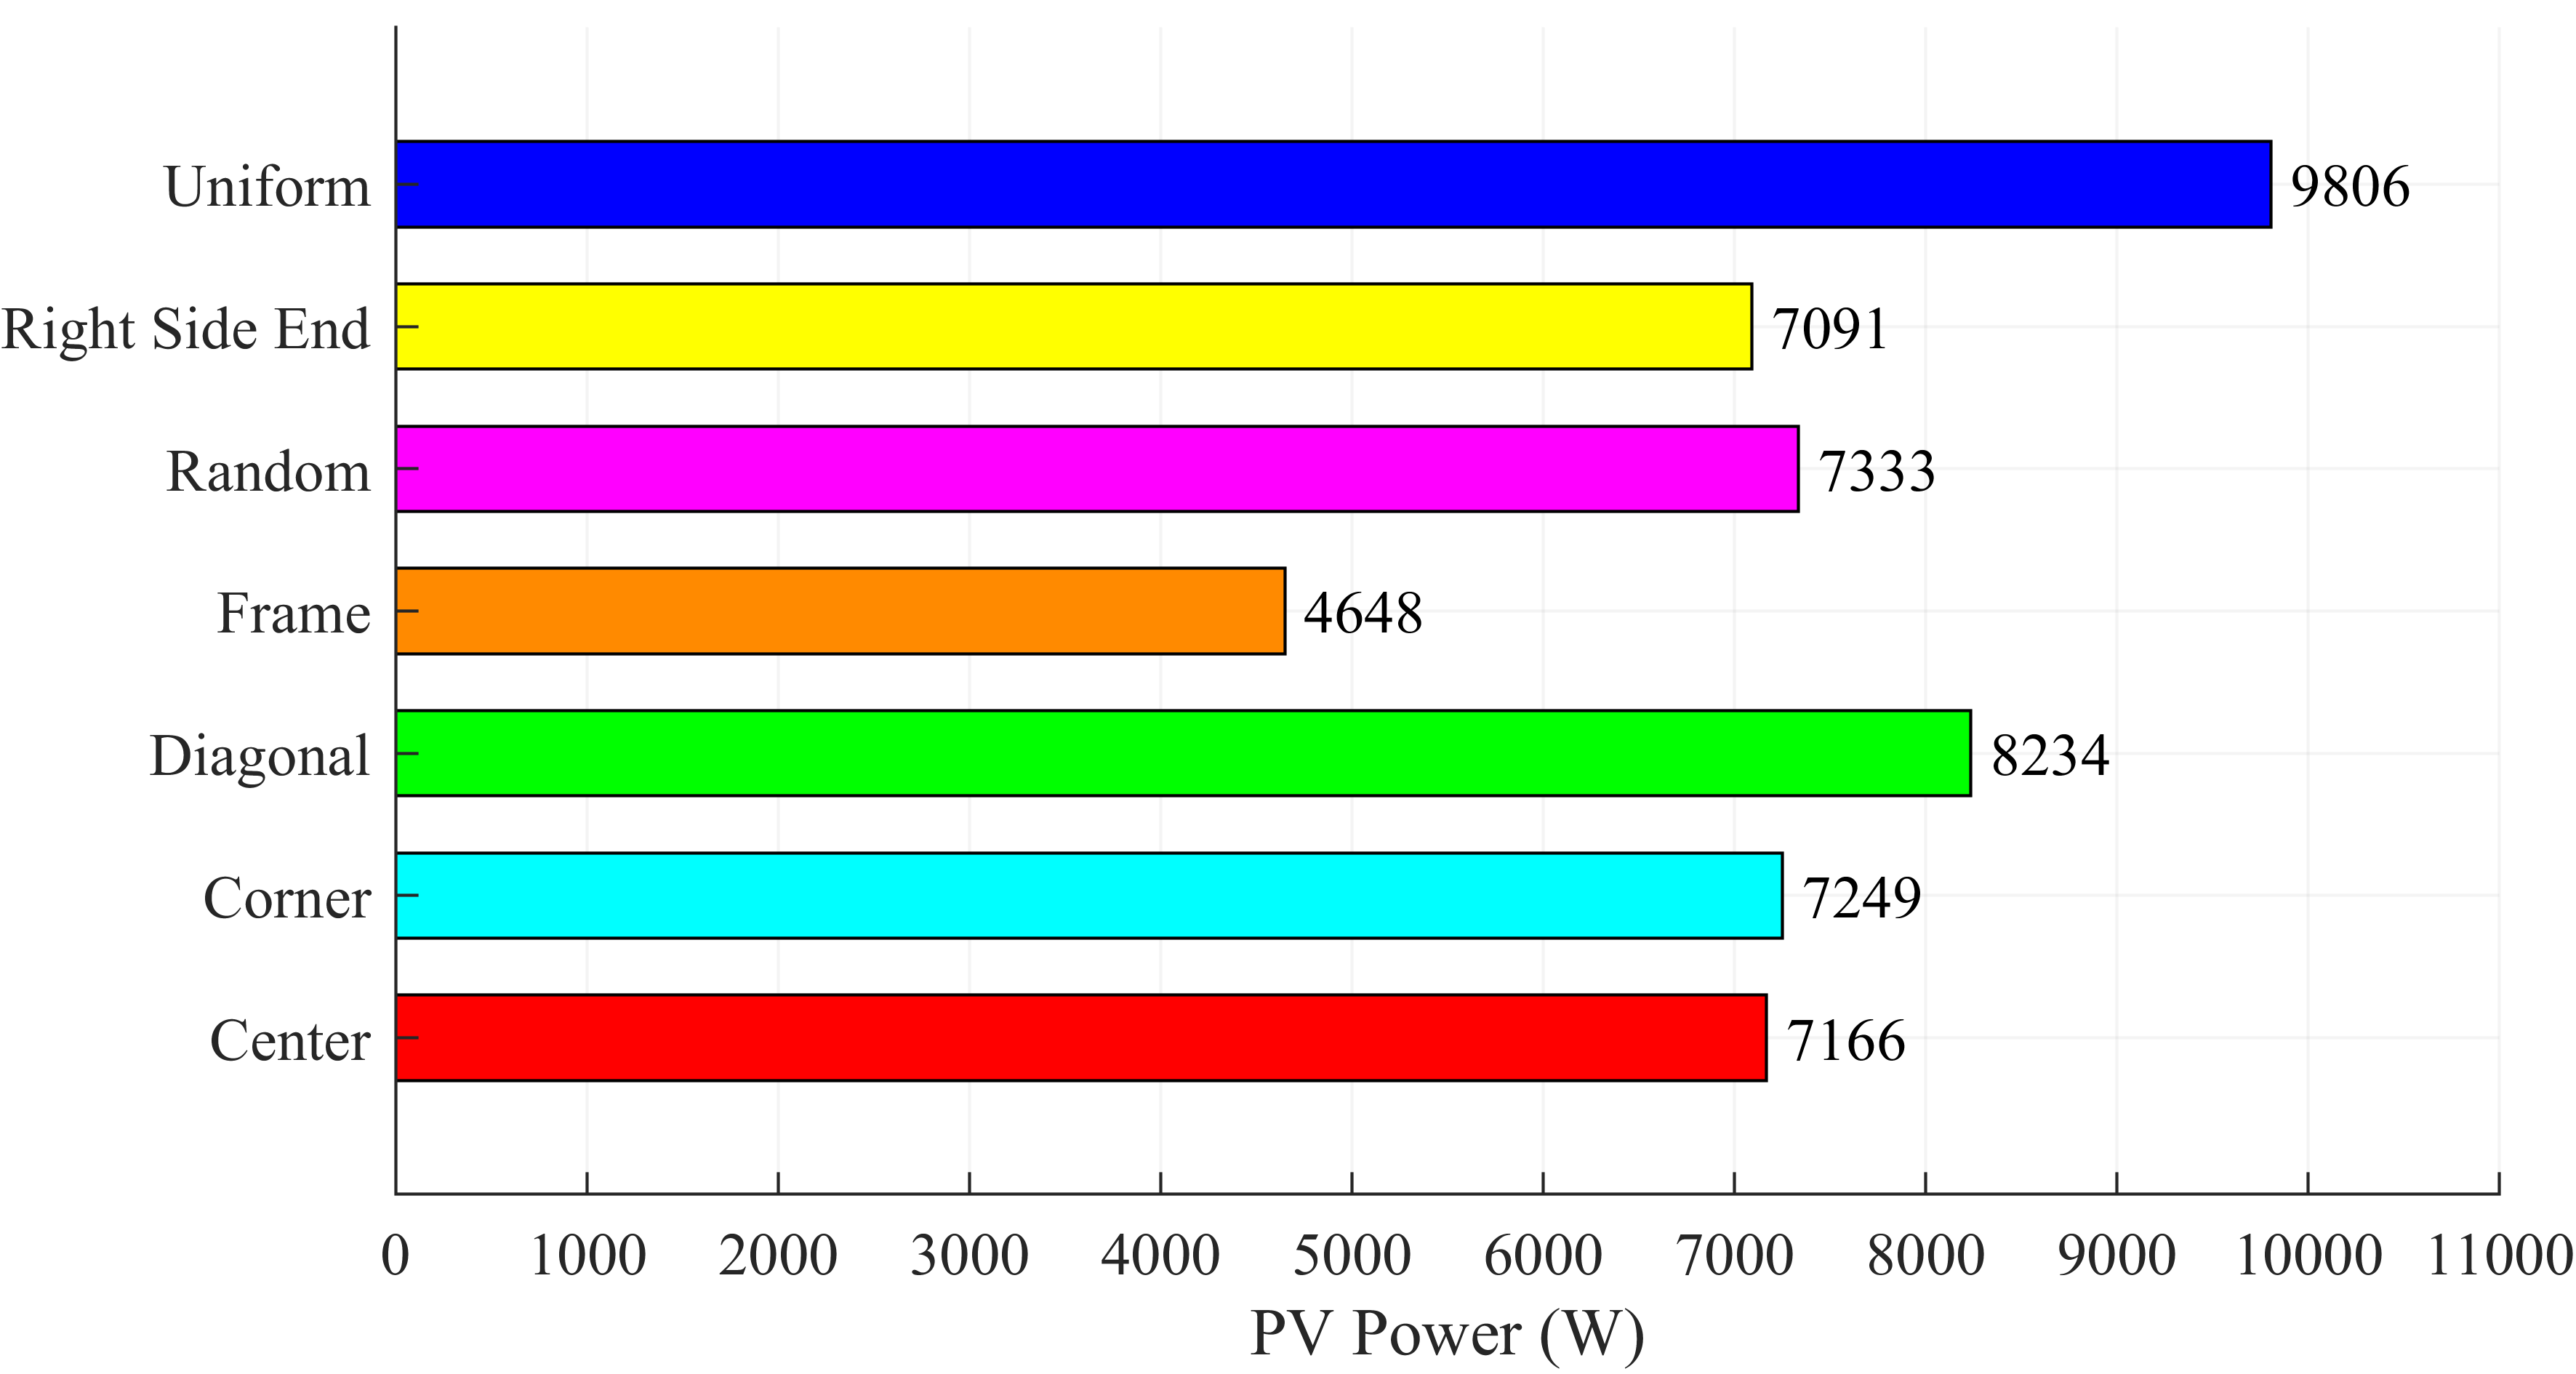 Uniform 9806
Right Side End 7091
Random 7333
Frame 4648
Diagonal 8234
Corner 7249
Center 7166
0 1000 2000 3000 4000 5000 6000 7000 8000 9000 10000 11000
PV Power (W)